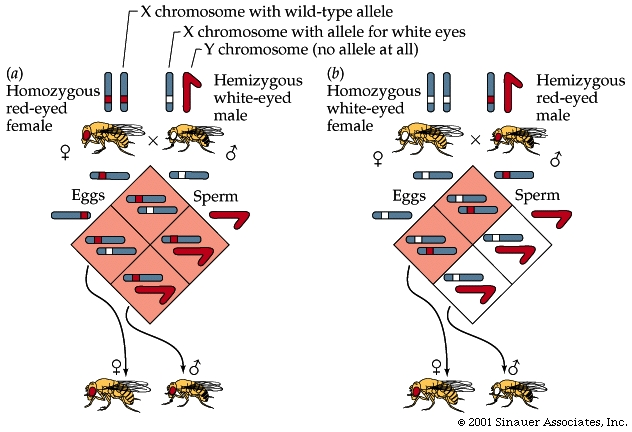 X chromosome with wild-type allele
X chromosome with allele for white eyes
Y chromosome (no allele at all)
(a)
Homozygous
red-eyed
female
Hemizygous
white-eyed
male
♀
×
♂
Eggs
Sperm
♀
♂
(b)
Homozygous
white-eyed
female
Hemizygous
red-eyed
male
♀
×
♂
Eggs
Sperm
♀
♂
© 2001 Sinauer Associates, Inc.